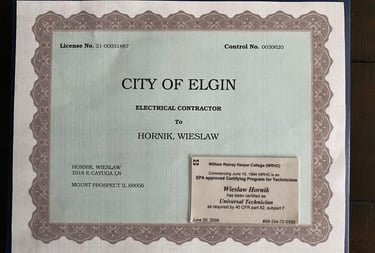 License No. 21-00031887 Control No. 0030620
CITY OF ELGIN
ELECTRICAL CONTRACTOR
To
HORNIK, WIESLAW
HORNIK, WIESLAW
2016 E CAYUGA LN
MOUNT PROSPECT IL 60056
William Rainey Harper College (WRHC)
Commencing June 15, 1994 WRHC is an
EPA approved Certifying Program for Technicians
Wieslaw Hornik
has been certified as
Universal Technician
as required by 40 CFR part 82, subpart F